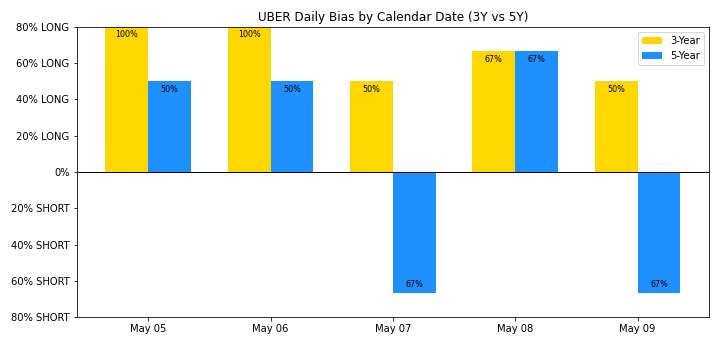 UBER Daily Bias by Calendar Date (3Y vs 5Y)
80% LONG
60% LONG
40% LONG
20% LONG
0%
20% SHORT
40% SHORT
60% SHORT
80% SHORT
100%
50%
100%
50%
50%
67%
67%
67%
50%
67%
3-Year
5-Year
May 05
May 06
May 07
May 08
May 09